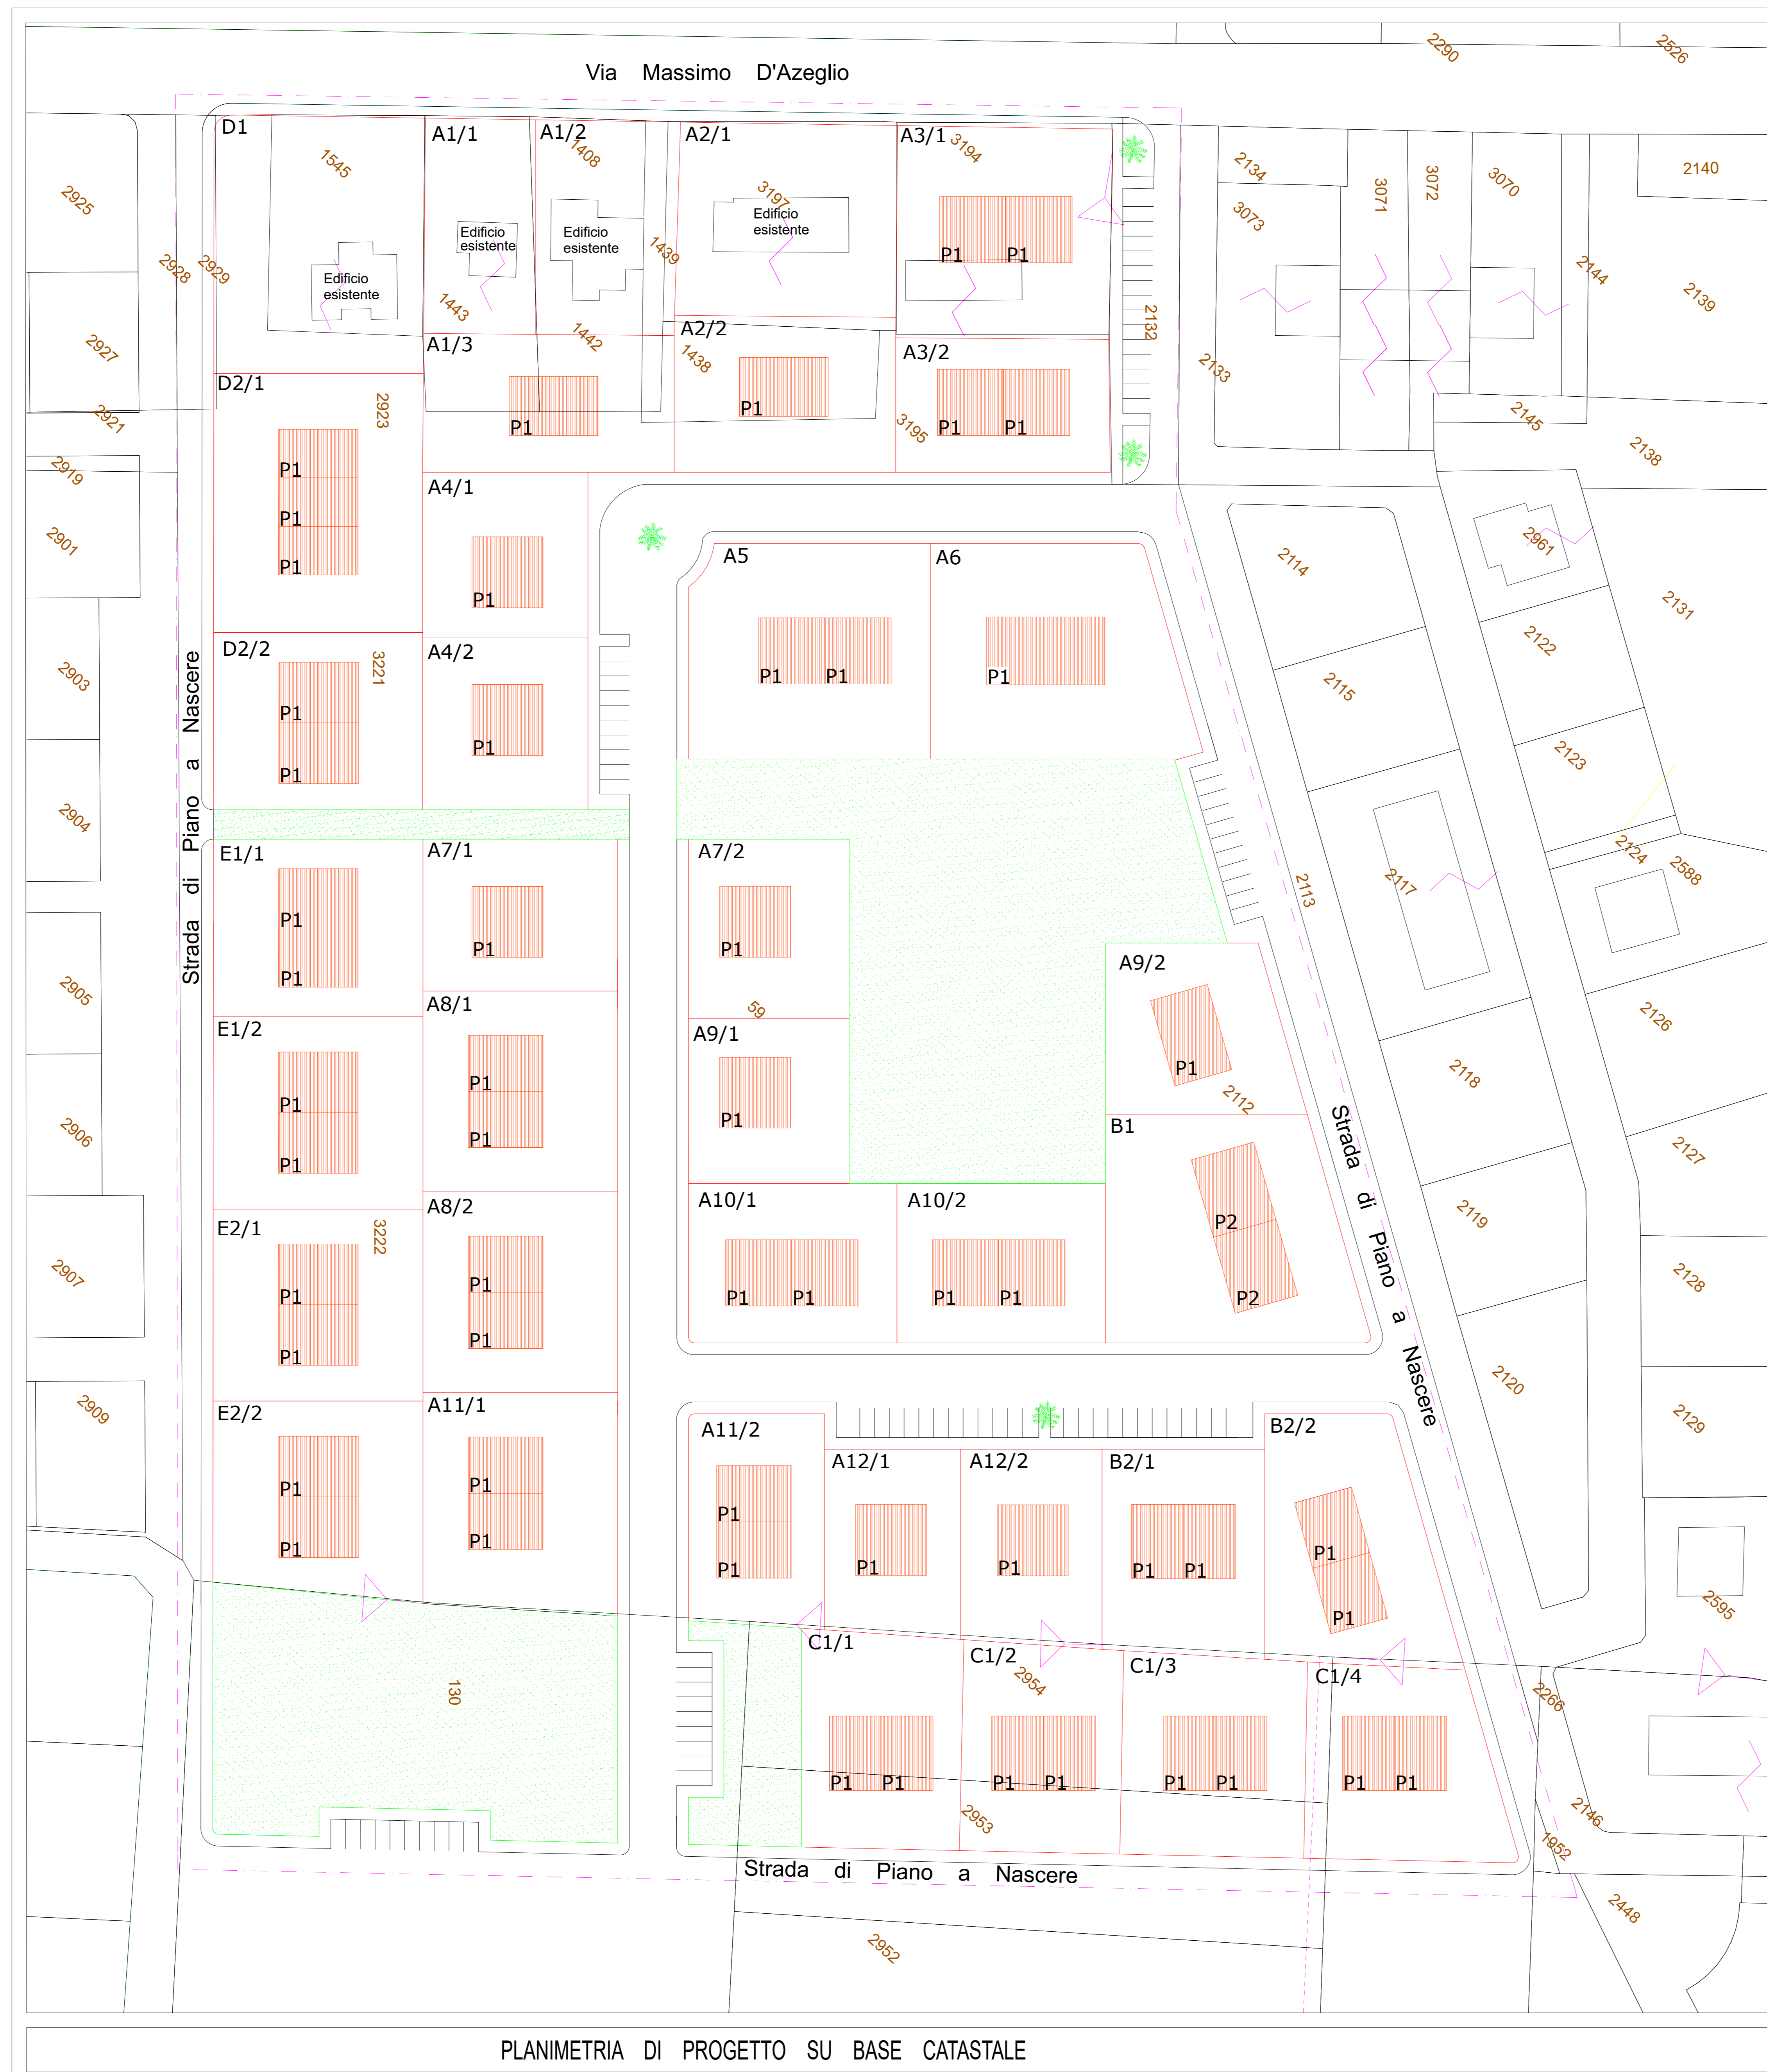 2290
2526
Via Massimo D'Azeglio
D1
A1/1
A1/2
A2/1
A3/1
1545
1408
3197
3194
2134
3071
3072
3070
2140
2925
3073
Edificio
esistente
Edificio
esistente
Edificio
esistente
Edificio
esistente
P1
P1
2928
2929
1439
2144
2139
1443
1442
2132
2927
A1/3
A2/2
A3/2
1438
2133
D2/1
2923
P1
P1
P1
P1
3195
2921
2145
2138
2919
P1
P1
P1
A4/1
P1
2901
A5
A6
2114
2961
2131
D2/2
3221
A4/2
2903
P1
P1
P1
P1
P1
P1
2115
2122
2123
2904
Strada di Piano a Nascere
E1/1
A7/1
A7/2
2124
2588
2117
2113
P1
P1
P1
P1
A9/2
2905
A8/1
59
2126
E1/2
A9/1
P1
P1
P1
P1
P1
P1
2112
2118
2906
B1
Strada di Piano a Nascere
2127
A8/2
A10/1
A10/2
2119
E2/1
3222
P2
P2
2907
P1
P1
P1
P1
P1
P1
P1
P1
2128
2120
2909
E2/2
A11/1
A11/2
B2/2
2129
A12/1
A12/2
B2/1
P1
P1
P1
P1
P1
P1
P1
P1
P1
P1
P1
P1
2595
C1/1
C1/2
C1/3
C1/4
2954
130
2266
P1
P1
P1
P1
P1
P1
P1
P1
2953
2146
1952
Strada di Piano a Nascere
2448
2952
PLANIMETRIA DI PROGETTO SU BASE CATASTALE